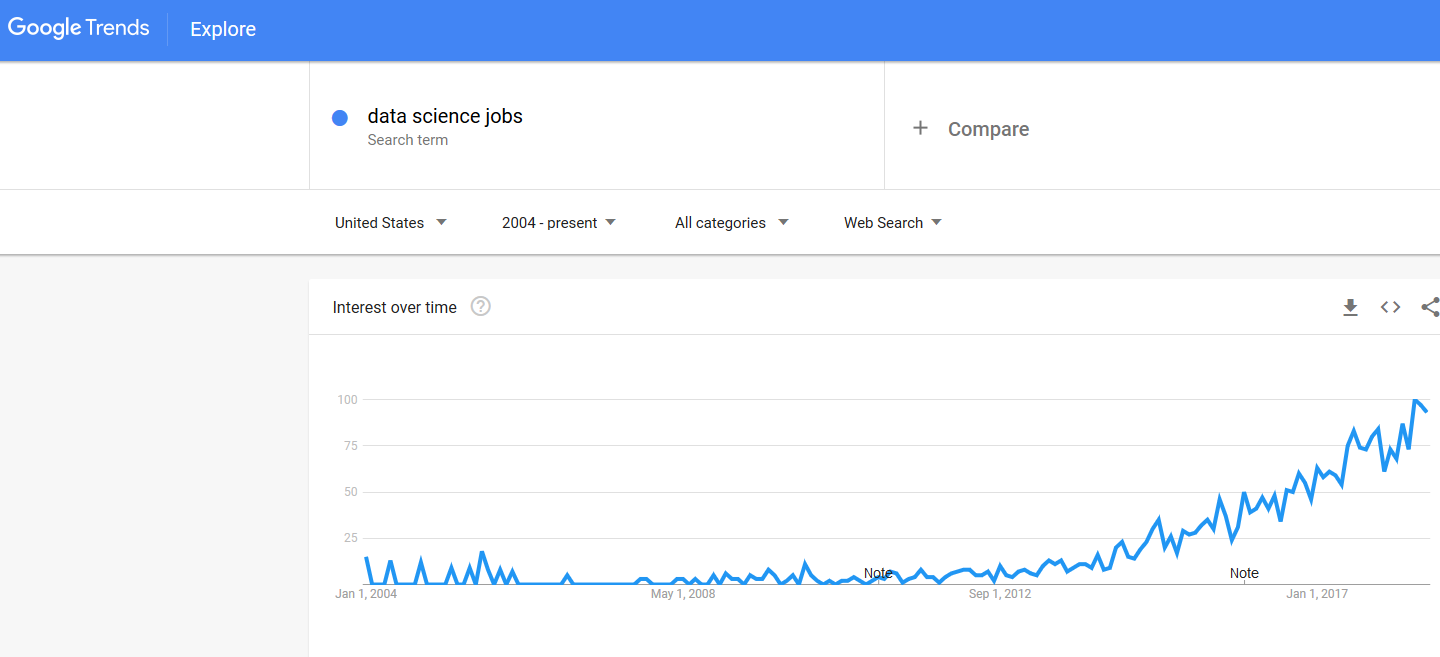 Google Trends Explore
data science jobs
Search term
+ Compare
United States 2004 - present All categories Web Search
Interest over time ?
100
75
50
25
Note Note
Jan 1, 2004 May 1, 2008 Sep 1, 2012 Jan 1, 2017